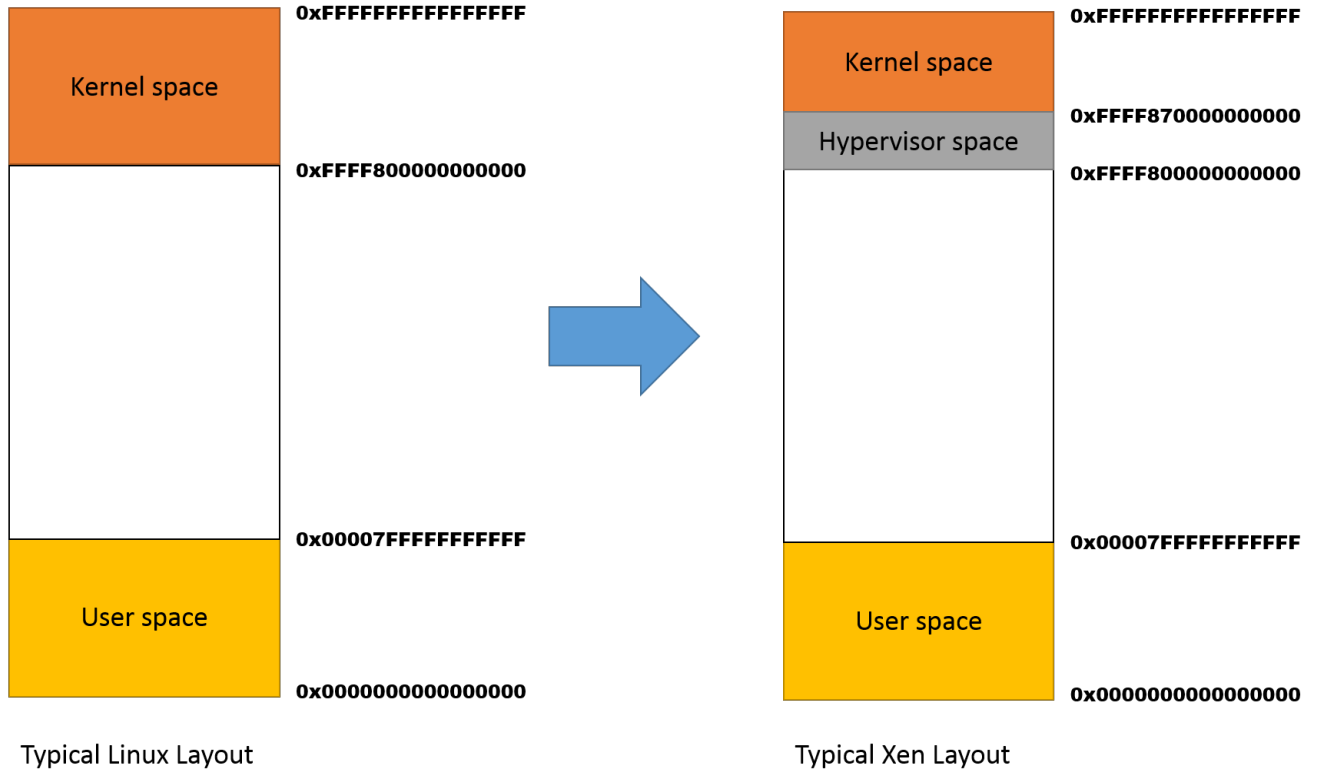 0xFFFFFFFFFFFFFFFF
Kernel space
0xFFFF800000000000
0x00007FFFFFFFFFFF
User space
0x0000000000000000
Typical Linux Layout
0xFFFFFFFFFFFFFFFF
Kernel space
0xFFFF870000000000
Hypervisor space
0xFFFF800000000000
0x00007FFFFFFFFFFF
User space
0x0000000000000000
Typical Xen Layout